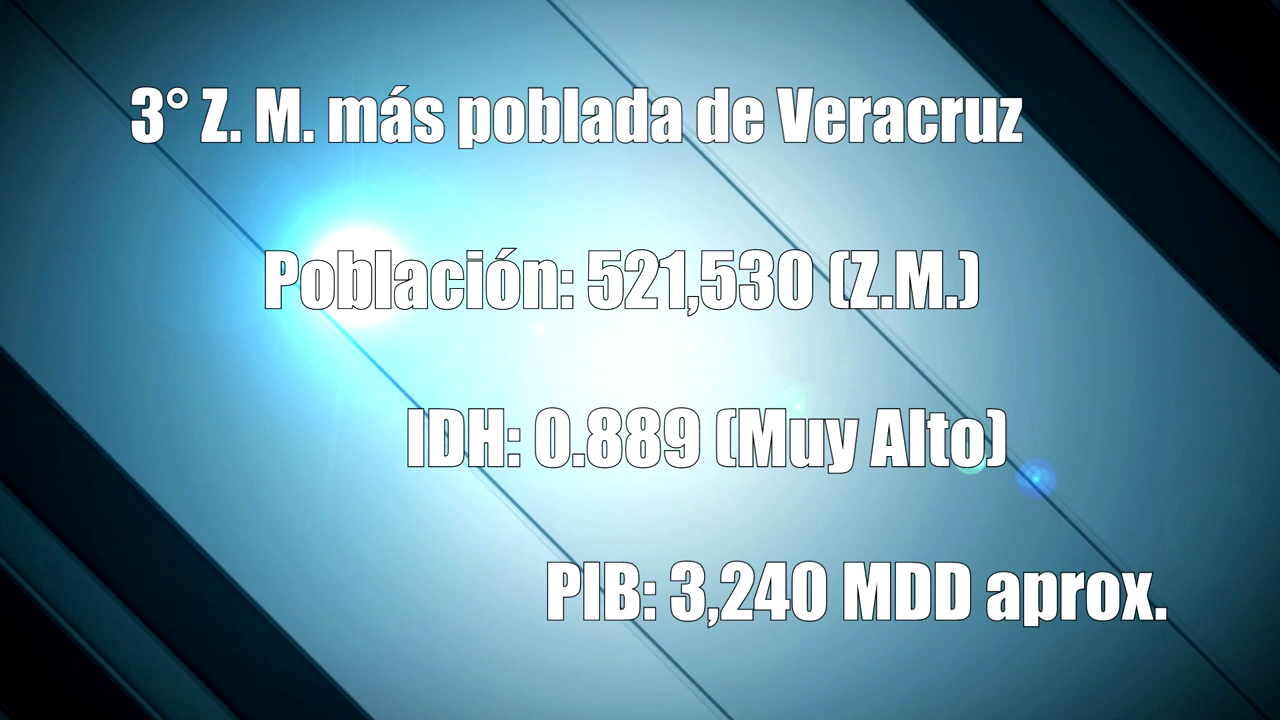 3° Z. M. más poblada de Veracruz
Población: 521,530 (Z.M.)
IDH: 0.889 (Muy Alto)
PIB: 3,240 MDD aprox.